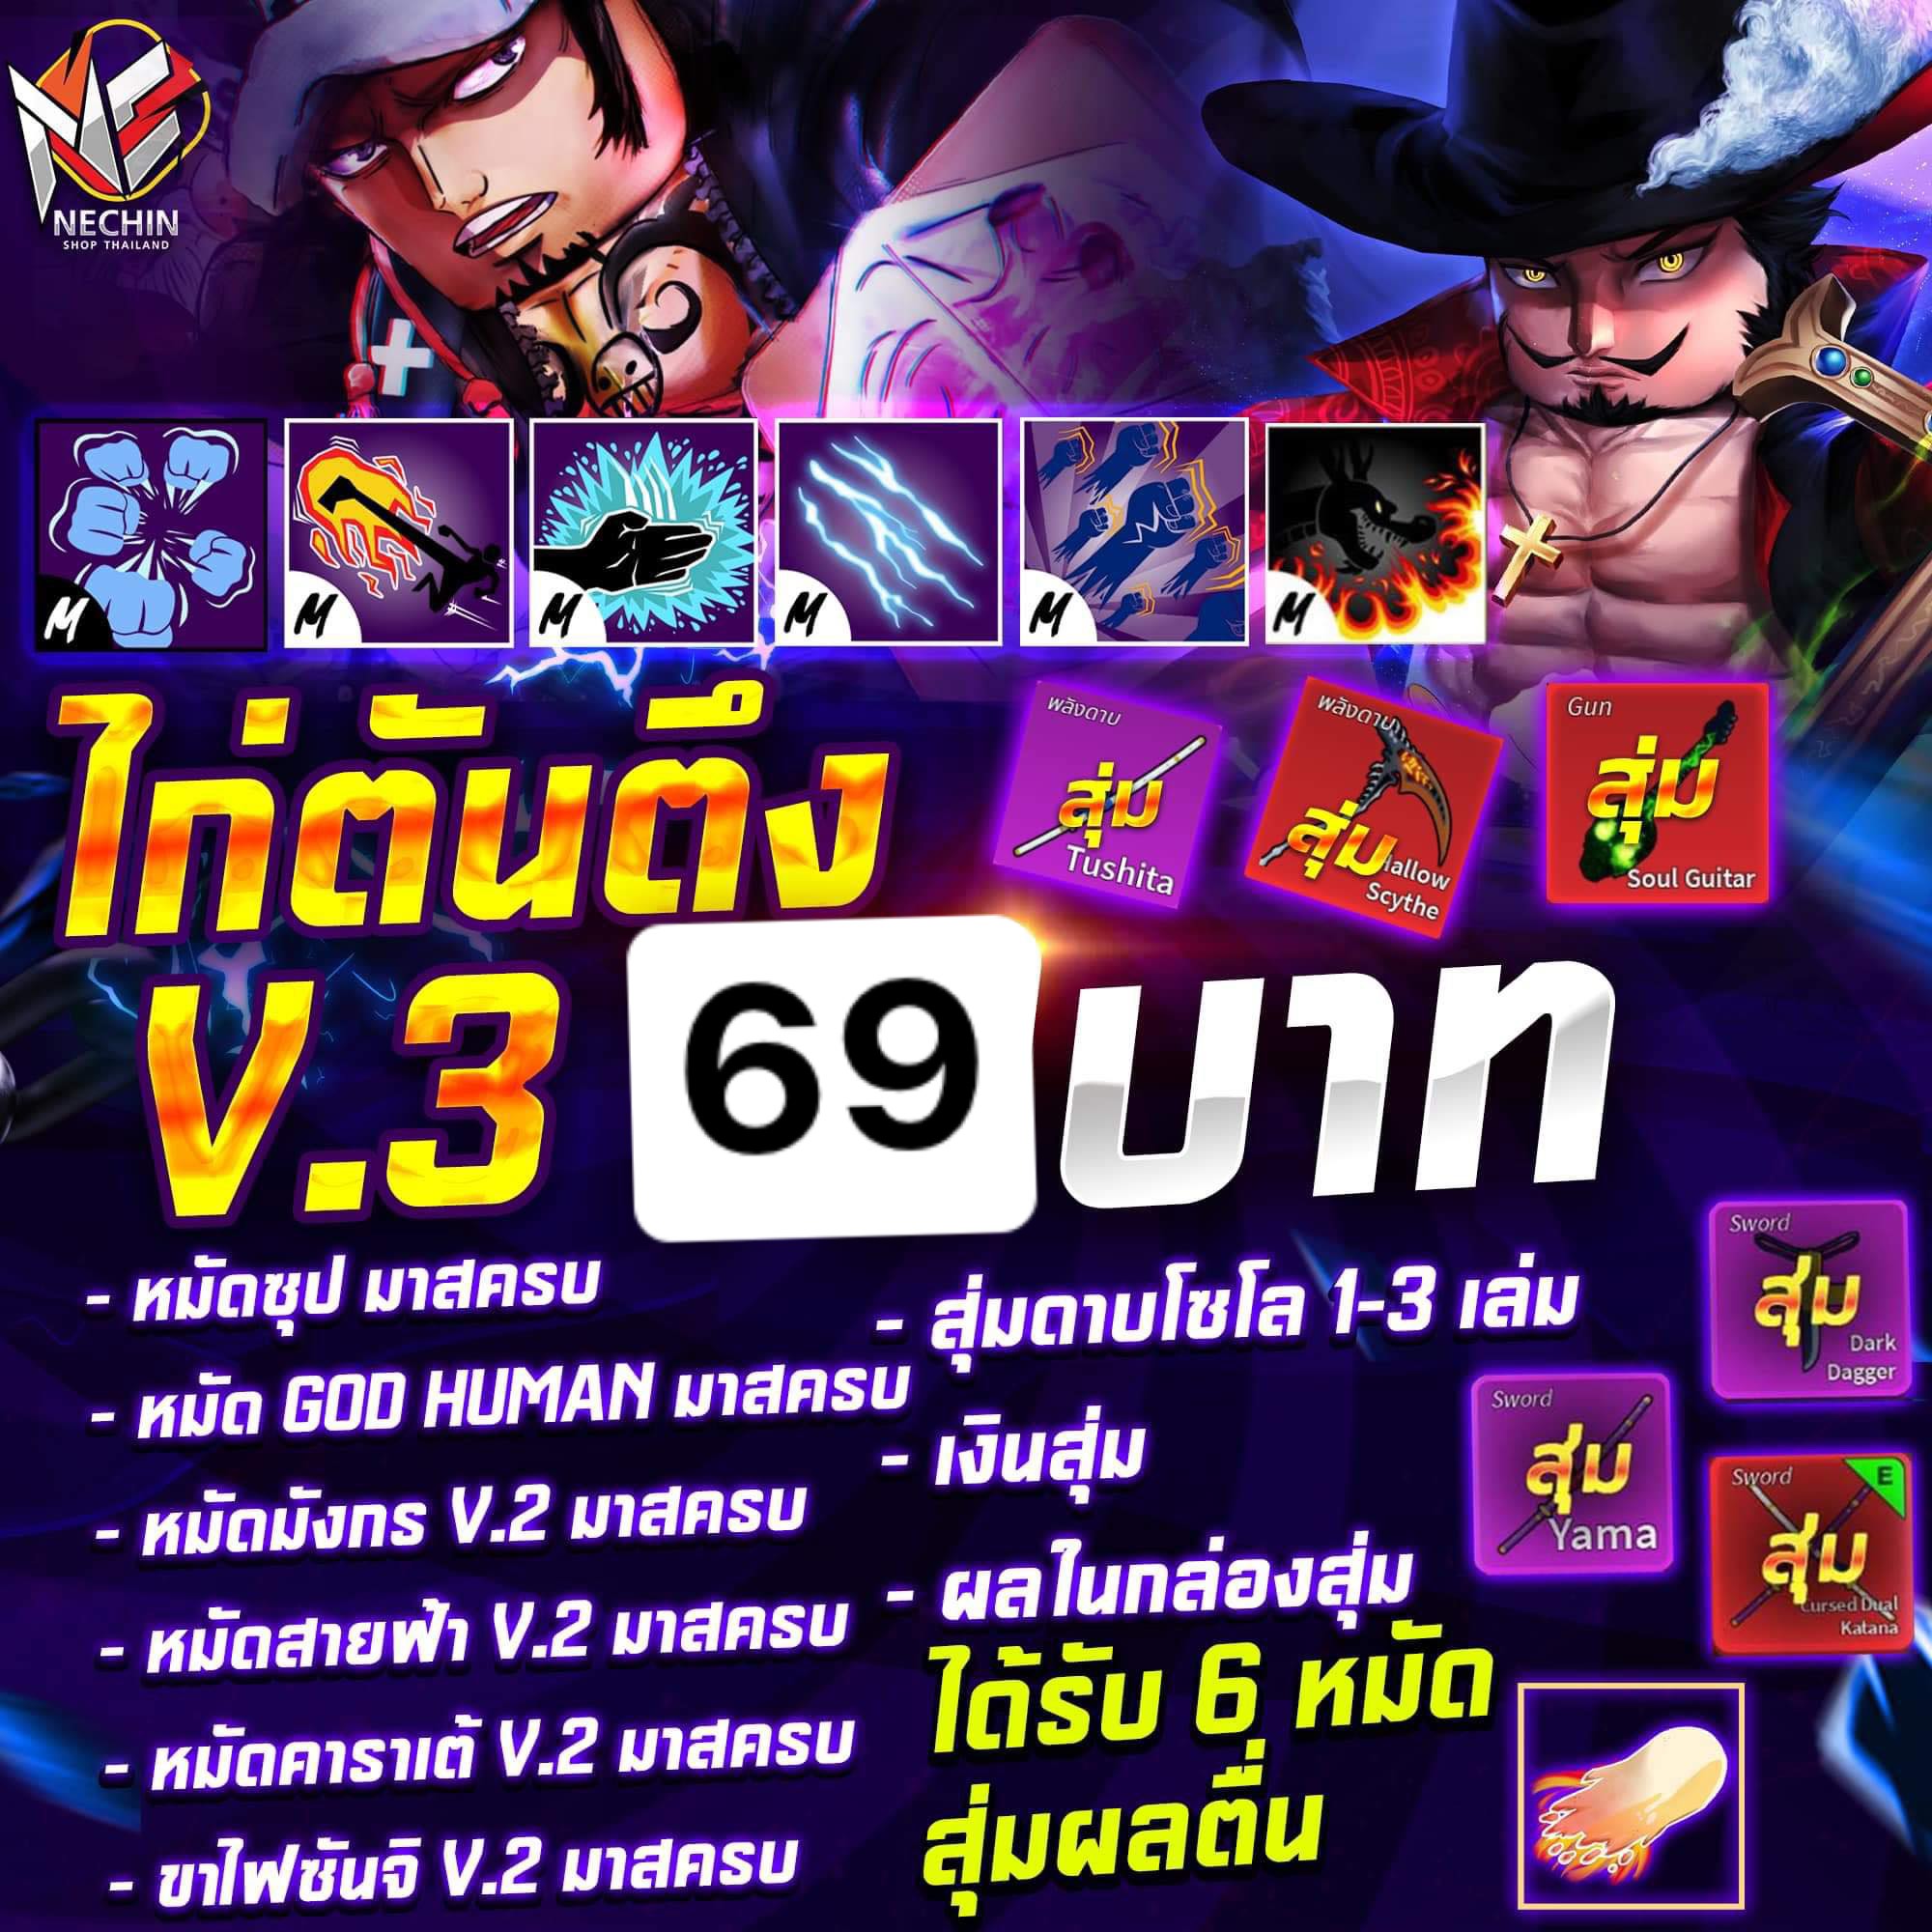 NECHIN
SHOP THAILAND
M
M
M
M
M
M
ไก่ตันตึง
V.3 69 บาท
พลังดาบ
สุ่ม
Tushita
พลังดาบ
สุ่ม
allow
Scythe
Gun
สุ่ม
Soul Guitar
- หมัดซุป มาสครบ
- หมัด GOD HUMAN มาสครบ
- หมัดมังกร V.2 มาสครบ
- หมัดสายฟ้า V.2 มาสครบ
- หมัดคาราเต้ V.2 มาสครบ
- ขาไฟซันจิ V.2 มาสครบ
- สุ่มดาบโซโล 1-3 เล่ม
- เงินสุ่ม
- ผลในกล่องสุ่ม
ได้รับ 6 หมัด
สุ่มผลตื่น
Sword
สุ่ม
Dark
Dagger
Sword
สุ่ม
Yama
Sword
E
สุ่ม
Cursed Dual
Katana